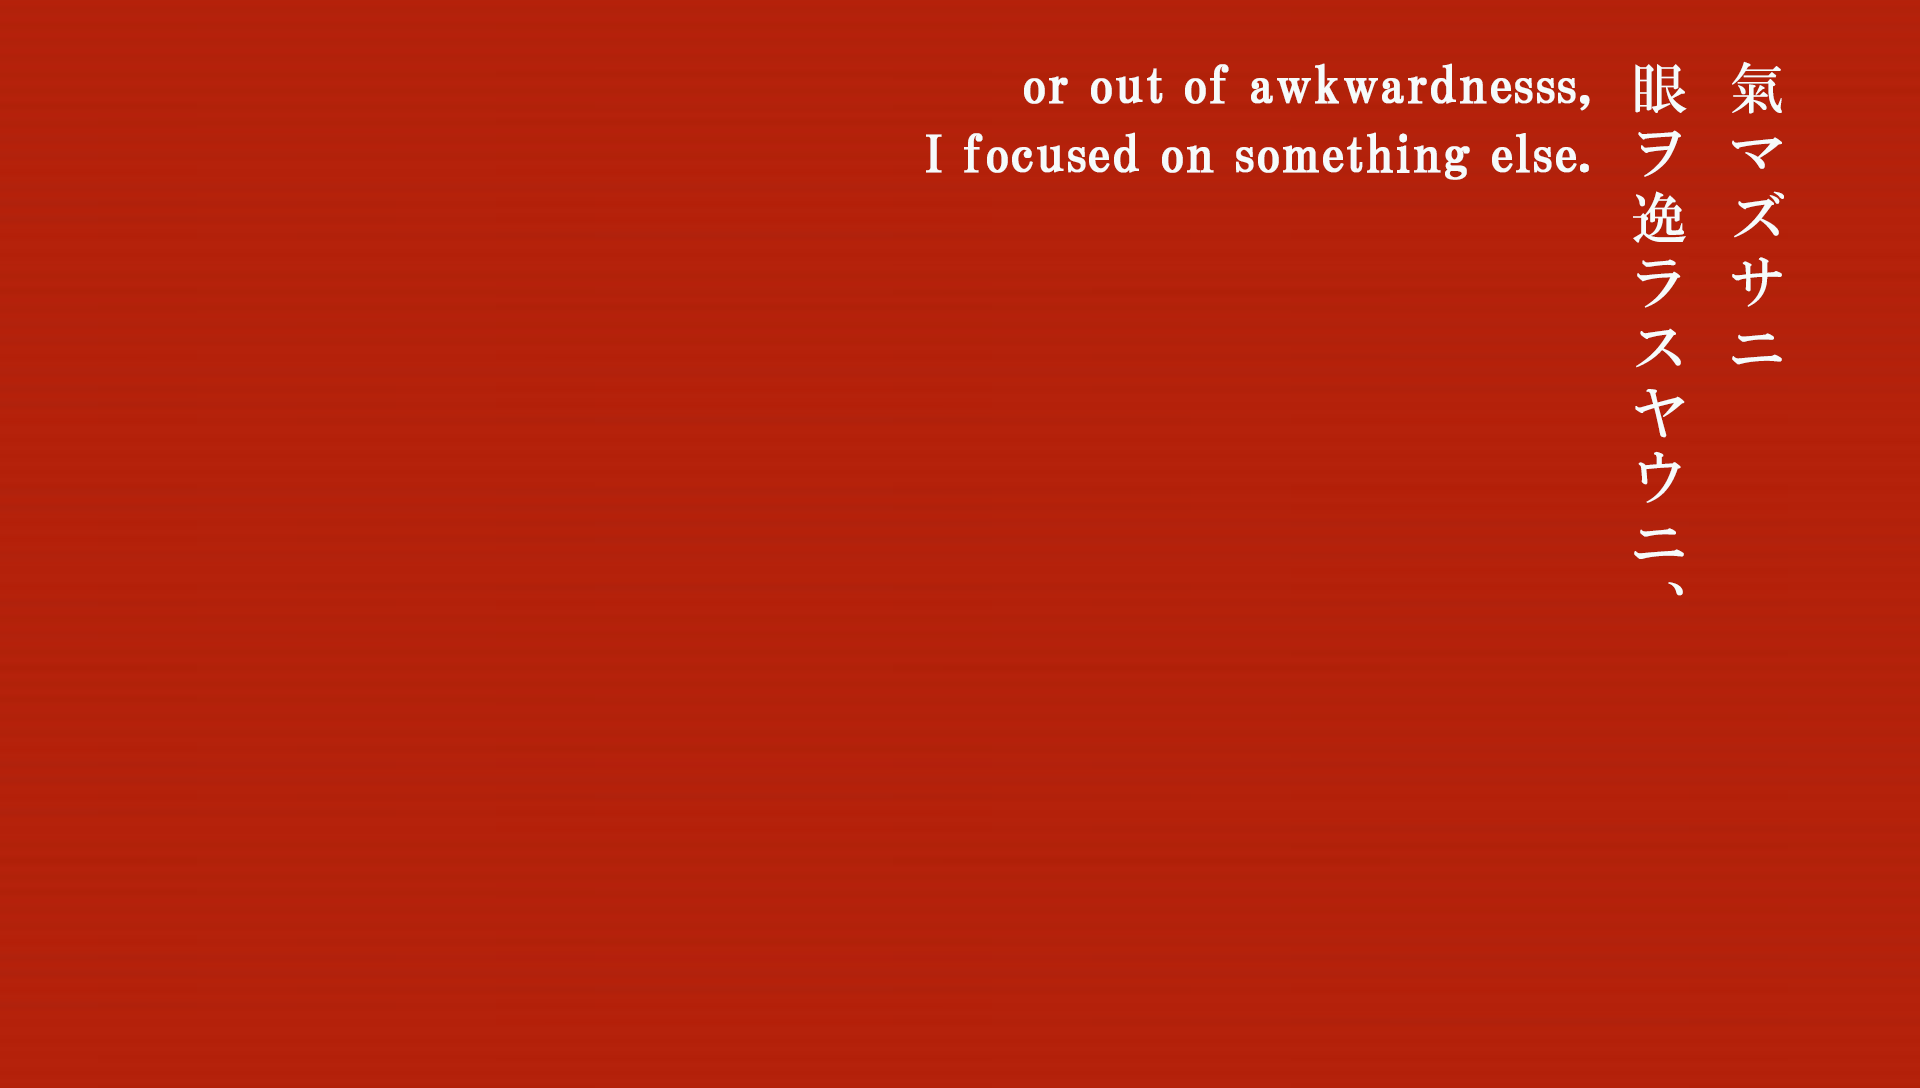 氣マズサニ
眼ヲ逸ラスヤウニ、
or out of awkwardnesss,
I focused on something else.